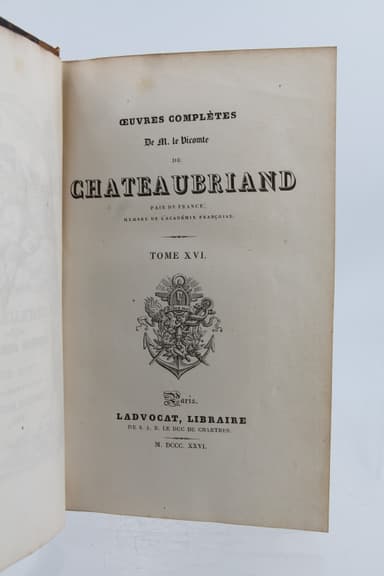 ŒUVRES COMPLÈTES
De M. le Vicomte
DE
CHATEAUBRIAND
PAIR DE FRANCE,
MEMBRE DE L'ACADÉMIE FRANÇOISE.
TOME XVI.
Paris.
LADVOCAT, LIBRAIRE
DE S. A. R. LE DUC DE CHARTRES.
M. DCCC. XXVI.